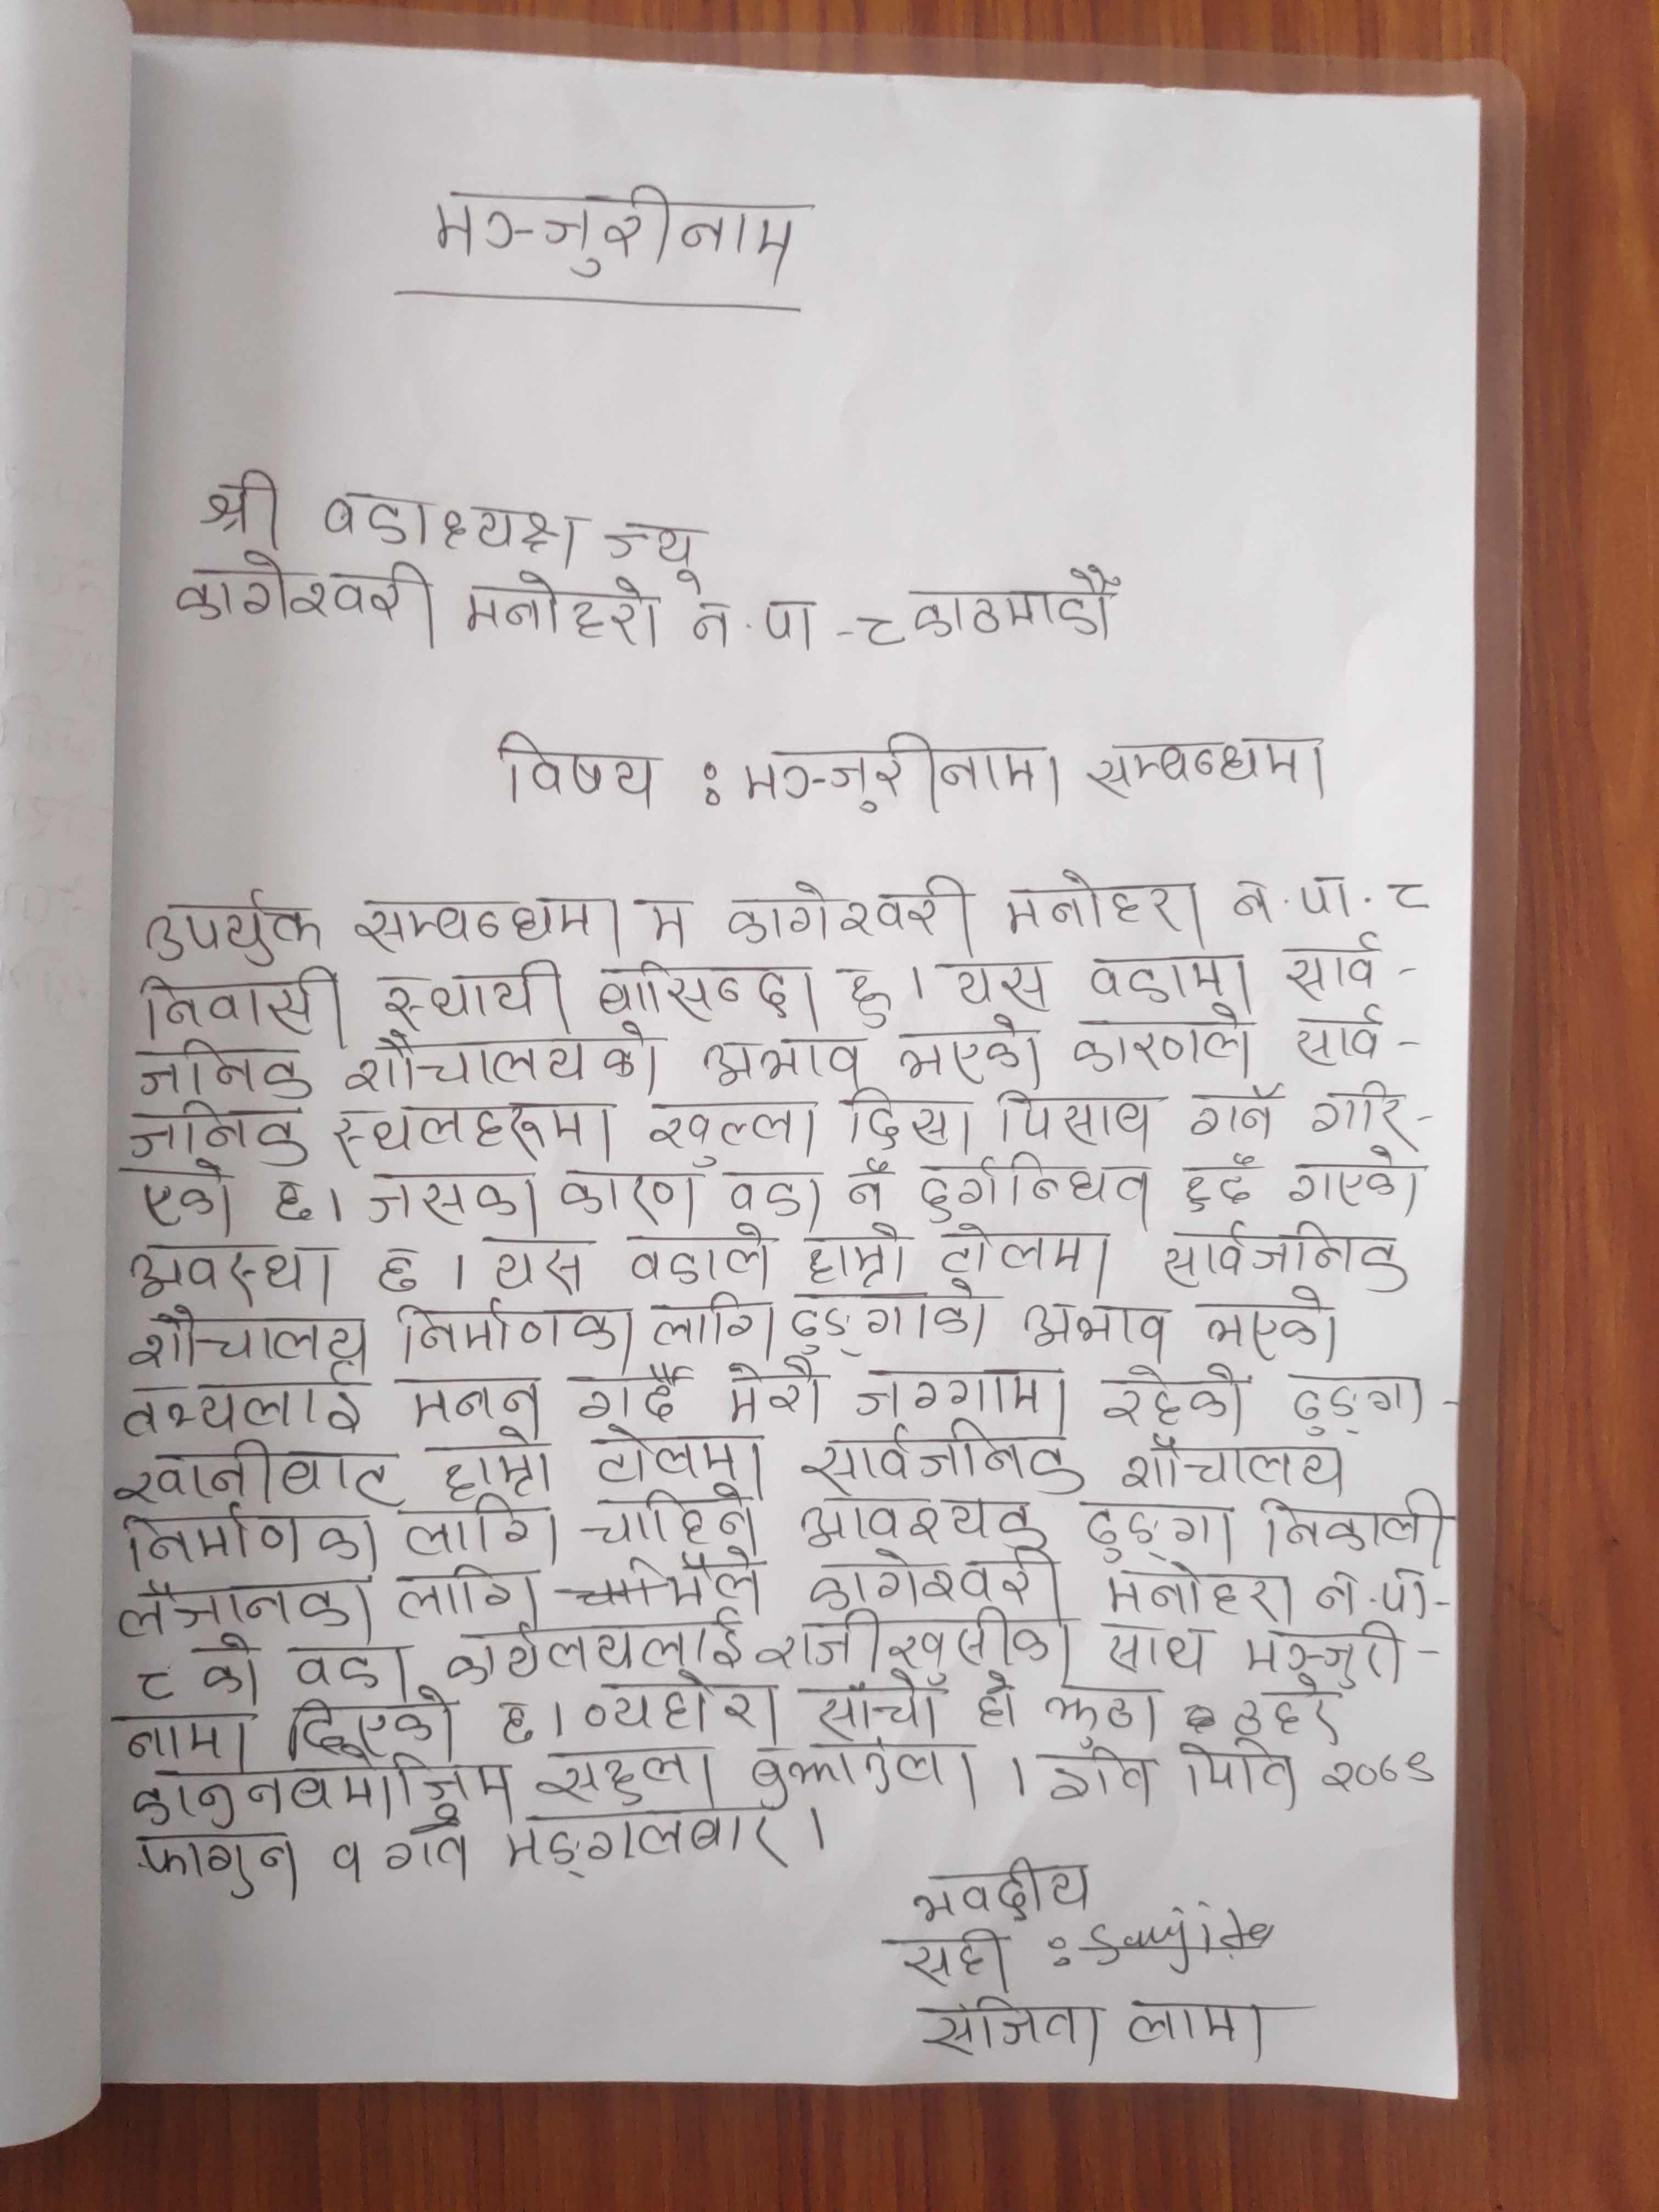 मञ्जुरीनाम
श्री वडाध्यक्ष ज्यू
कागेश्वरी मनोहरो न.पा -८ काठमाडौँ
विषय : मञ्जुरीनामा सम्बन्धमा
उपर्युक्त सम्बन्धमा म कागेश्वरी मनोहरा न.पा.८
निवासी स्थायी बासिन्दा हु । यस वडामा सार्व-
जनिक शौचालयको अभाव भएको कारणले सार्व-
जनिक स्थलहरूमा खुल्ला दिसा पिसाब गर्ने गरि-
एको छ । जसका कारण वडा नै दुर्गन्धित हुदै गएको
अवस्था छ । यस वडाले हाम्रो टोलमा सार्वजनिक
शौचालय निर्माणका लागि ढुङ्गाको अभाव भएको
तथ्यलाई मनन गर्दै मेरो जग्गामा रहेको ढुङ्गा-
खानीबाट हाम्रो टोलमा सार्वजनिक शौचालय
निर्माणका लागि चाहिने आवश्यक ढुङ्गा निकाली
लैजानका लागि मैले कागेश्वरी मनोहरा न.पा-
८ को वडा कार्यलयलाई राजीखुसीका साथ मञ्जुरी-
नामा दिएको छु । व्यहोरा साँचो हो झुठा ठहरे
कानुनबमोजिम सहुला बुझाउला । इति मिति २०७९
फागुन ९ गते मङ्गलबार ।
भवदीय
सही : Sanjita
संजिता लामा